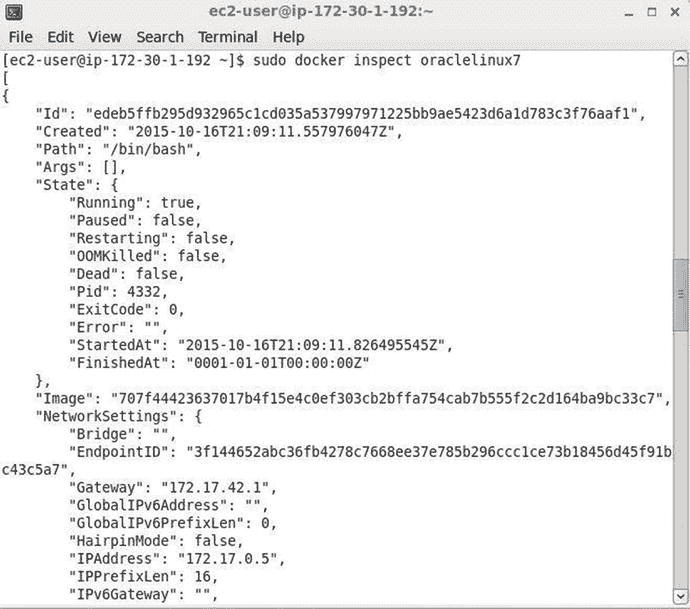 ec2-user@ip-172-30-1-192:~
File Edit View Search Terminal Help
[ec2-user@ip-172-30-1-192 ~]$ sudo docker inspect oraclelinux7
[
{
    "Id": "edeb5ffb295d932965c1cd035a537997971225bb9ae5423d6a1d783c3f76aaf1",
    "Created": "2015-10-16T21:09:11.557976047Z",
    "Path": "/bin/bash",
    "Args": [],
    "State": {
        "Running": true,
        "Paused": false,
        "Restarting": false,
        "OOMKilled": false,
        "Dead": false,
        "Pid": 4332,
        "ExitCode": 0,
        "Error": "",
        "StartedAt": "2015-10-16T21:09:11.826495545Z",
        "FinishedAt": "0001-01-01T00:00:00Z"
    },
    "Image": "707f44423637017b4f15e4c0ef303cb2bffa754cab7b555f2c2d164ba9bc33c7",
    "NetworkSettings": {
        "Bridge": "",
        "EndpointID": "3f144652abc36fb4278c7668ee37e785b296ccc1ce73b18456d45f91b
c43c5a7",
        "Gateway": "172.17.42.1",
        "GlobalIPv6Address": "",
        "GlobalIPv6PrefixLen": 0,
        "HairpinMode": false,
        "IPAddress": "172.17.0.5",
        "IPPrefixLen": 16,
        "IPv6Gateway": "",